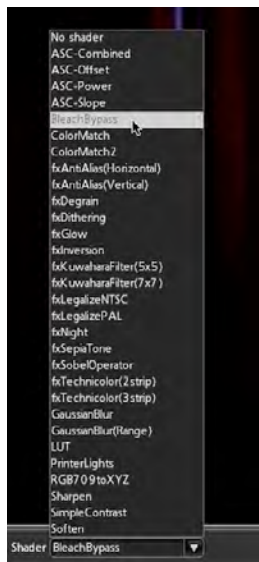 No shader
ASC-Combined
ASC-Offset
ASC-Power
ASC-Slope
BleachBypass
ColorMatch
ColorMatch2
fxAntiAlias(Horizontal)
fxAntiAlias(Vertical)
fxDegrain
fxDithering
fxGlow
fxInversion
fxKuwaharaFilter(5x5)
fxKuwaharaFilter(7x7)
fxLegalizeNTSC
fxLegalizePAL
fxNight
fxSepiaTone
fxSobelOperator
fxTechnicolor(2strip)
fxTechnicolor(3strip)
GaussianBlur
GaussianBlur(Range)
LUT
PrinterLights
RGB709toXYZ
Sharpen
SimpleContrast
Soften
Shader BleachBypass